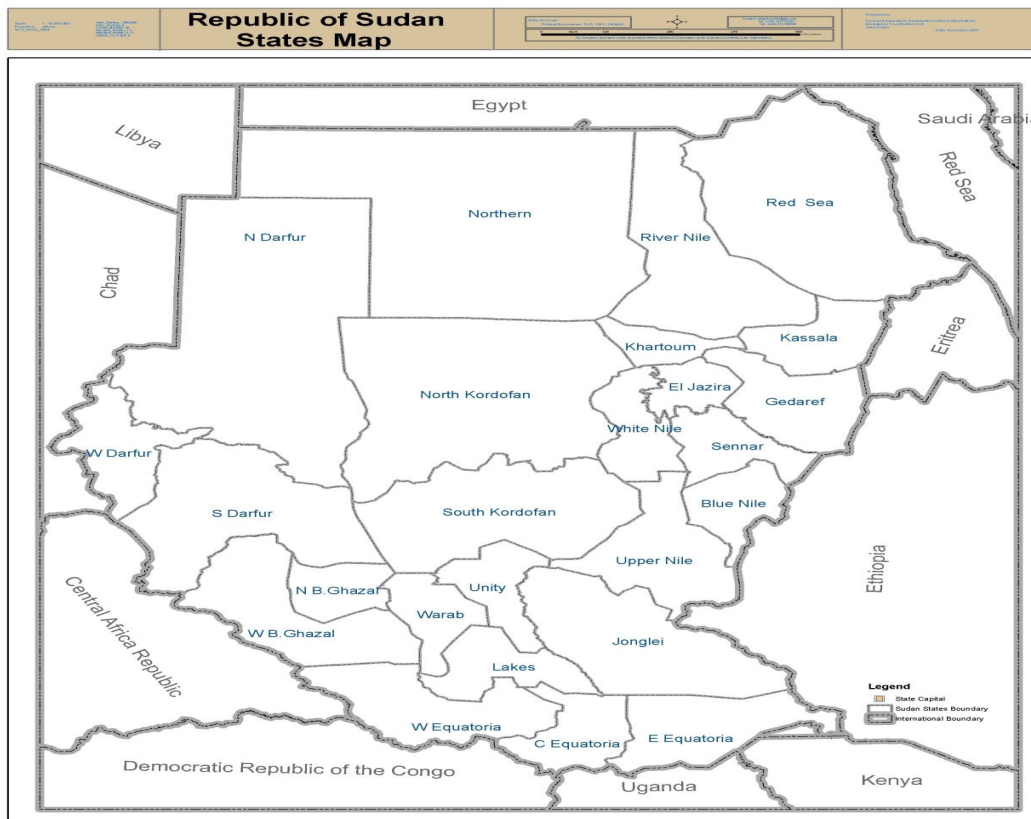 Republic of Sudan
States Map
Egypt
Saudi Arabia
Libya
Red Sea
Red Sea
Northern
N Darfur
River Nile
Chad
Eritrea
Kassala
Khartoum
El Jazira
North Kordofan
Gedaref
White Nile
Sennar
W Darfur
Blue Nile
S Darfur
South Kordofan
Upper Nile
Ethiopia
Unity
N B.Ghazal
Warab
Central Africa Republic
W B.Ghazal
Jonglei
Lakes
Legend
State Capital
Sudan States Boundary
International Boundary
W Equatoria
C Equatoria
E Equatoria
Democratic Republic of the Congo
Uganda
Kenya